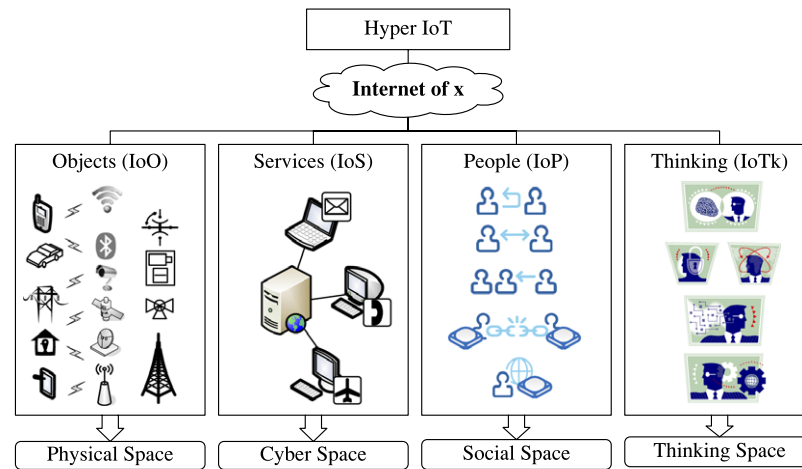 Hyper IoT
Internet of x
Objects (IoO)
Services (IoS)
People (IoP)
Thinking (IoTk)
Physical Space
Cyber Space
Social Space
Thinking Space